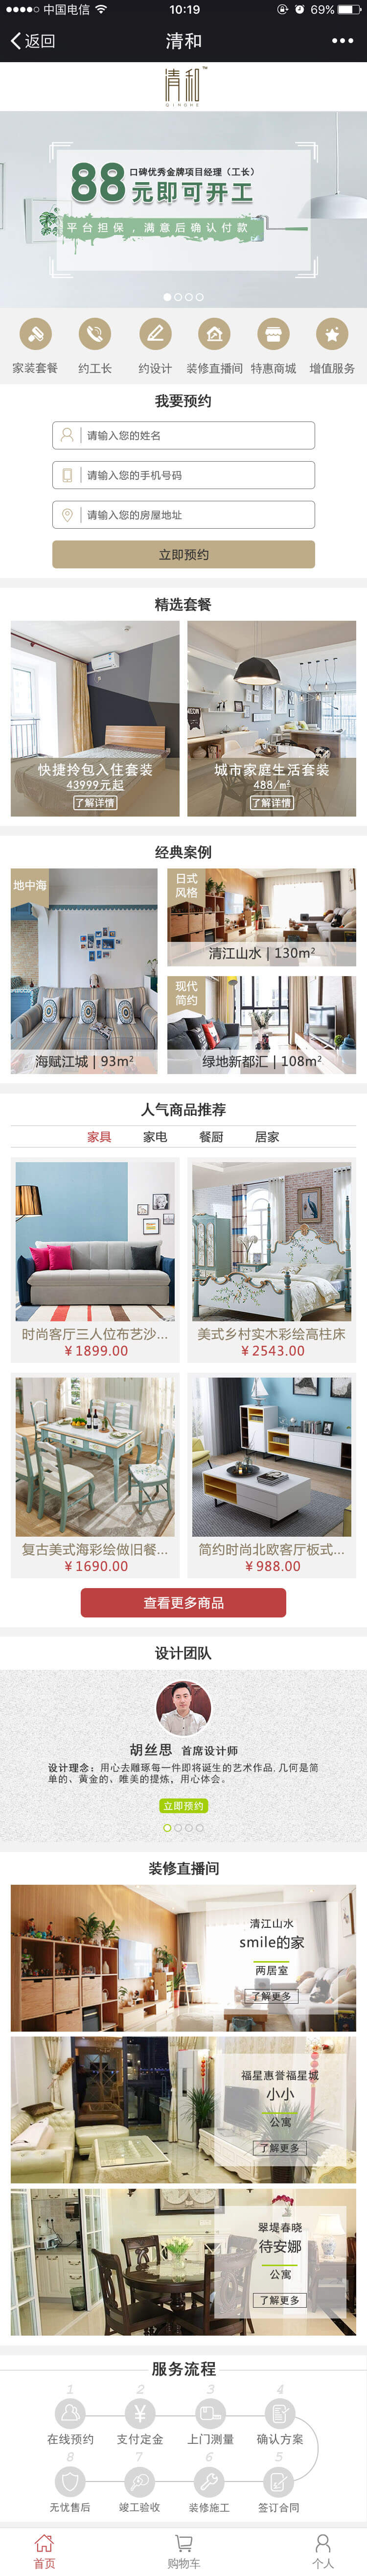 中国电信 10:19 69%
返回 清和
清和
QINGHE
88 口碑优秀金牌项目经理（工长）
元即可开工
平台担保，满意后确认付款
家装套餐 约工长 约设计 装修直播间 特惠商城 增值服务
我要预约
请输入您的姓名
请输入您的手机号码
请输入您的房屋地址
立即预约
精选套餐
快捷拎包入住套装
43999元起
了解详情
城市家庭生活套装
488/m²
了解详情
经典案例
地中海
海赋江城 | 93m²
日式
风格
清江山水 | 130m²
现代
简约
绿地新都汇 | 108m²
人气商品推荐
家具 家电 餐厨 居家
时尚客厅三人位布艺沙...
¥1899.00
美式乡村实木彩绘高柱床
¥2543.00
复古美式海彩绘做旧餐...
¥1690.00
简约时尚北欧客厅板式...
¥988.00
查看更多商品
设计团队
胡丝思 首席设计师
设计理念：用心去雕琢每一件即将诞生的艺术作品,几何是简
单的、黄金的、唯美的提炼，用心体会。
立即预约
装修直播间
清江山水
smile的家
两居室
了解更多
福星惠誉福星城
小小
公寓
了解更多
翠堤春晓
待安娜
公寓
了解更多
服务流程
1 2 3 4
在线预约 支付定金 上门测量 确认方案
8 7 6 5
无忧售后 竣工验收 装修施工 签订合同
首页 购物车 个人